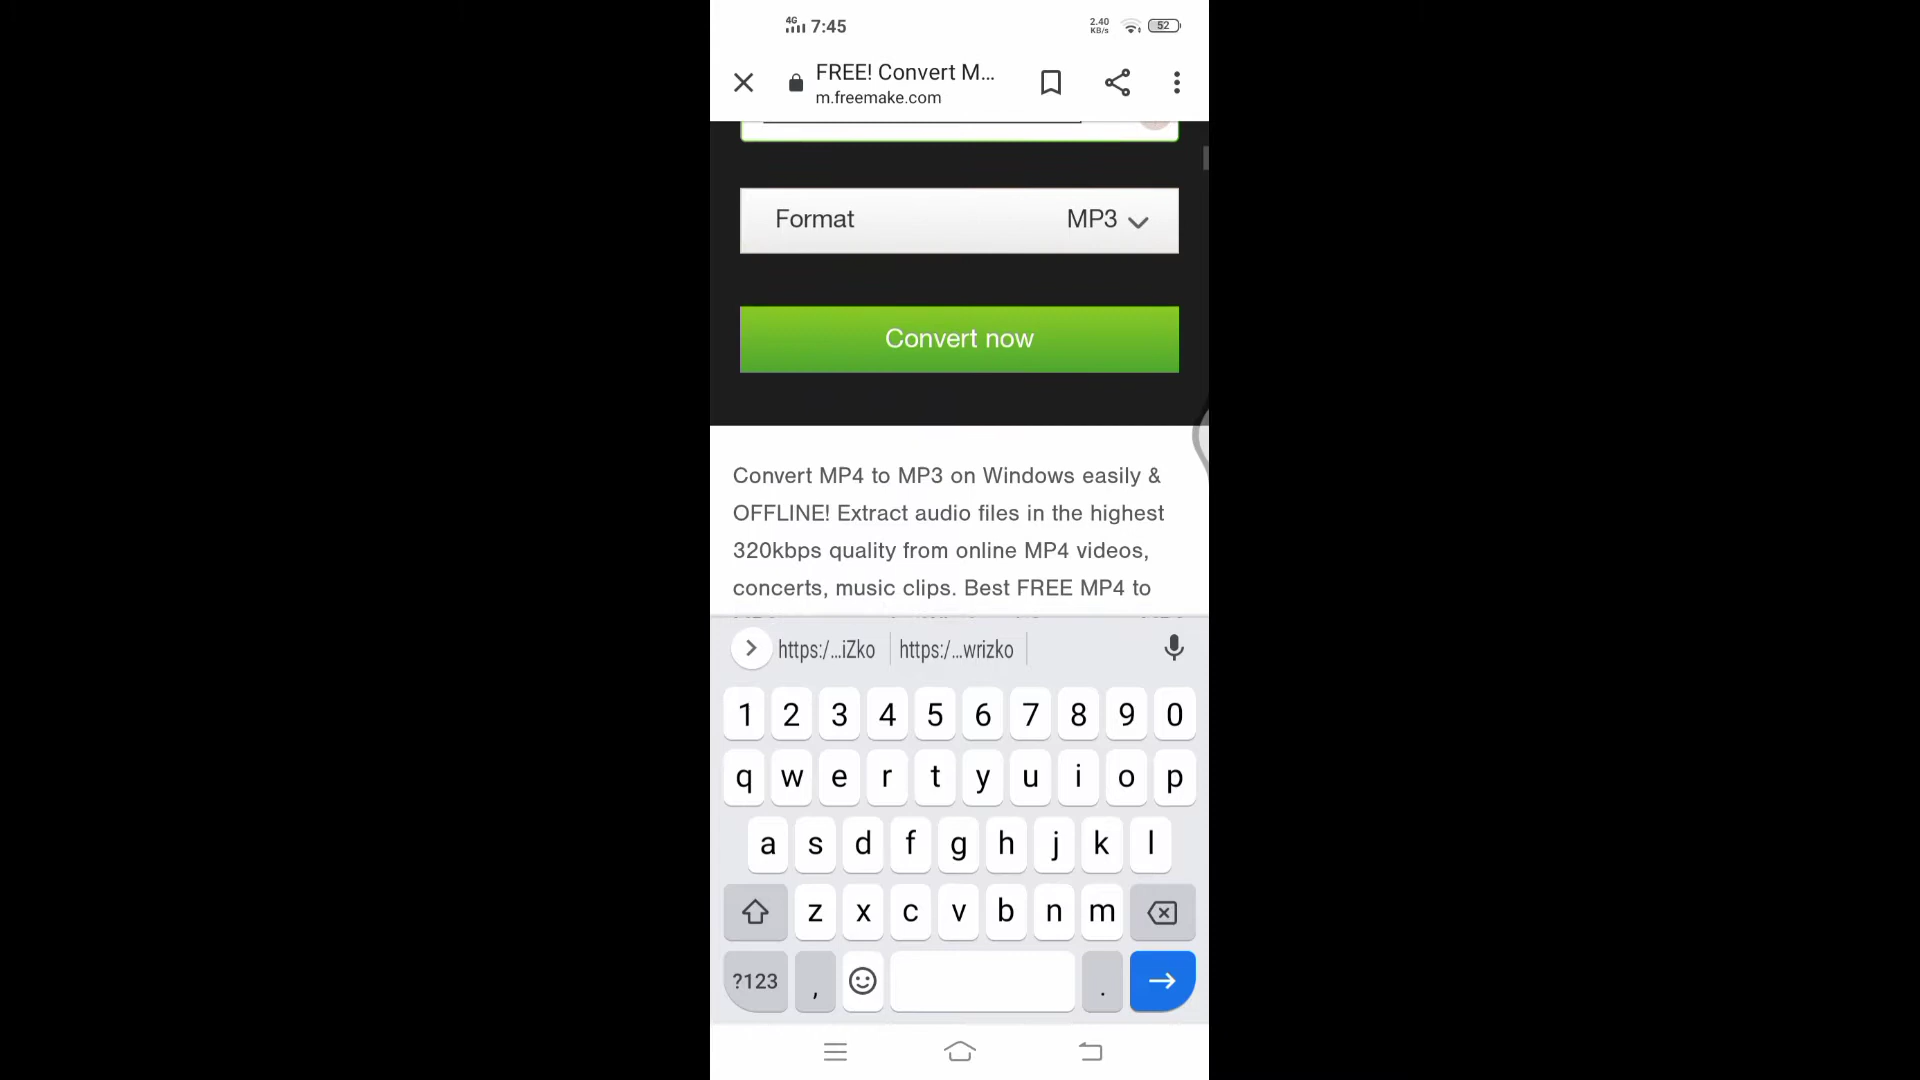 4G 7:45 2.40 KB/s 52
FREE! Convert M...
m.freemake.com
Format MP3
Convert now
Convert MP4 to MP3 on Windows easily &
OFFLINE! Extract audio files in the highest
320kbps quality from online MP4 videos,
concerts, music clips. Best FREE MP4 to
https:/...iZko https:/...wrizko
1 2 3 4 5 6 7 8 9 0
q w e r t y u i o p
a s d f g h j k l
z x c v b n m
?123 , .